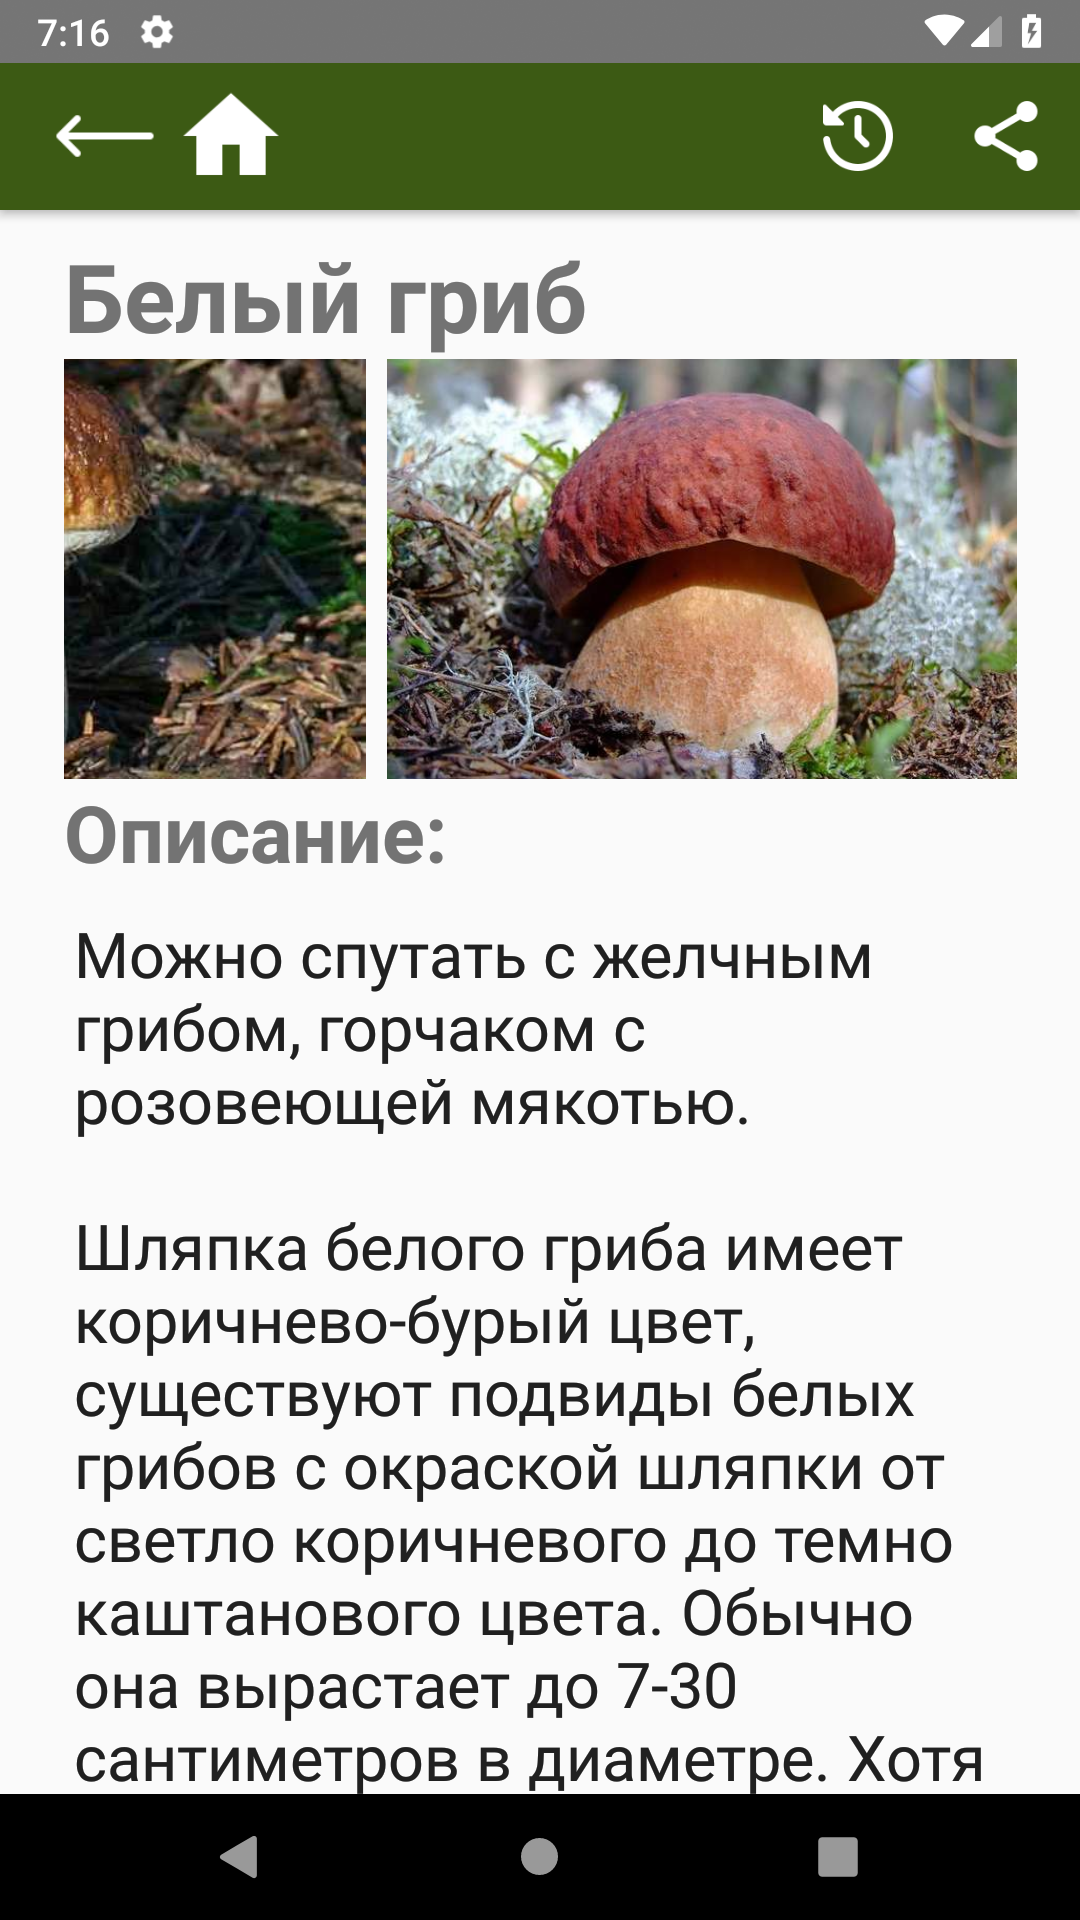 7:16
Белый гриб
Описание:
Можно спутать с желчным
грибом, горчаком с
розовеющей мякотью.
Шляпка белого гриба имеет
коричнево-бурый цвет,
существуют подвиды белых
грибов с окраской шляпки от
светло коричневого до темно
каштанового цвета. Обычно
она вырастает до 7-30
сантиметров в диаметре. Хотя